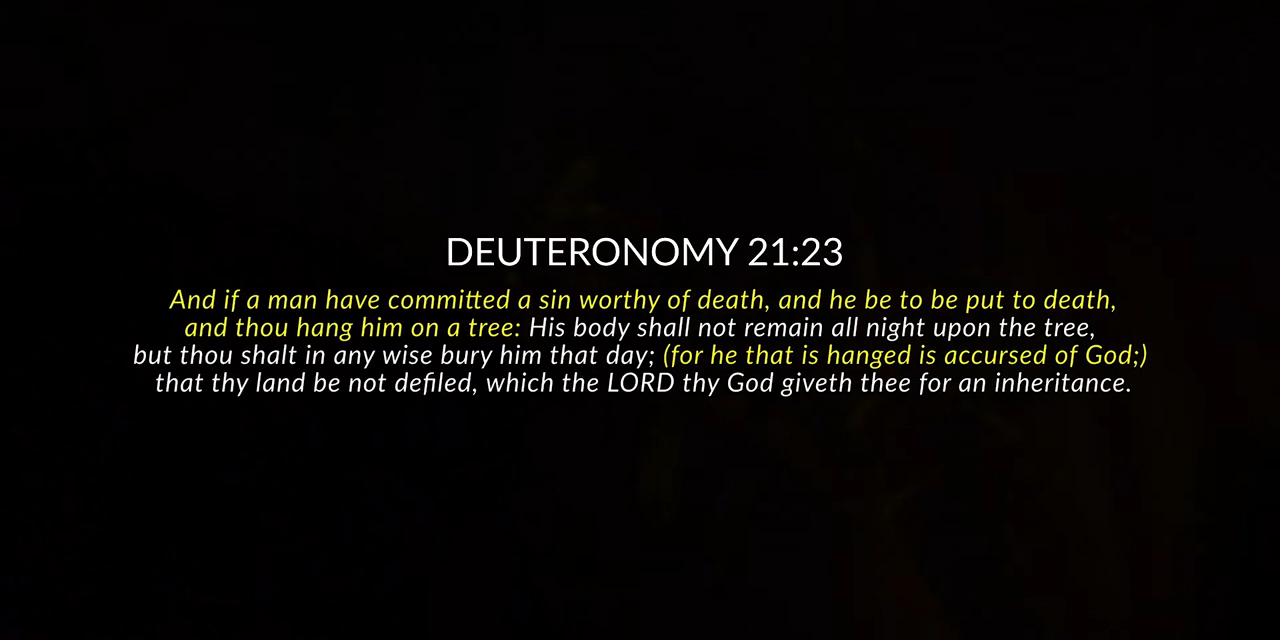 DEUTERONOMY 21:23
And if a man have committed a sin worthy of death, and he be to be put to death,
and thou hang him on a tree: His body shall not remain all night upon the tree,
but thou shalt in any wise bury him that day; (for he that is hanged is accursed of God;)
that thy land be not defiled, which the LORD thy God giveth thee for an inheritance.